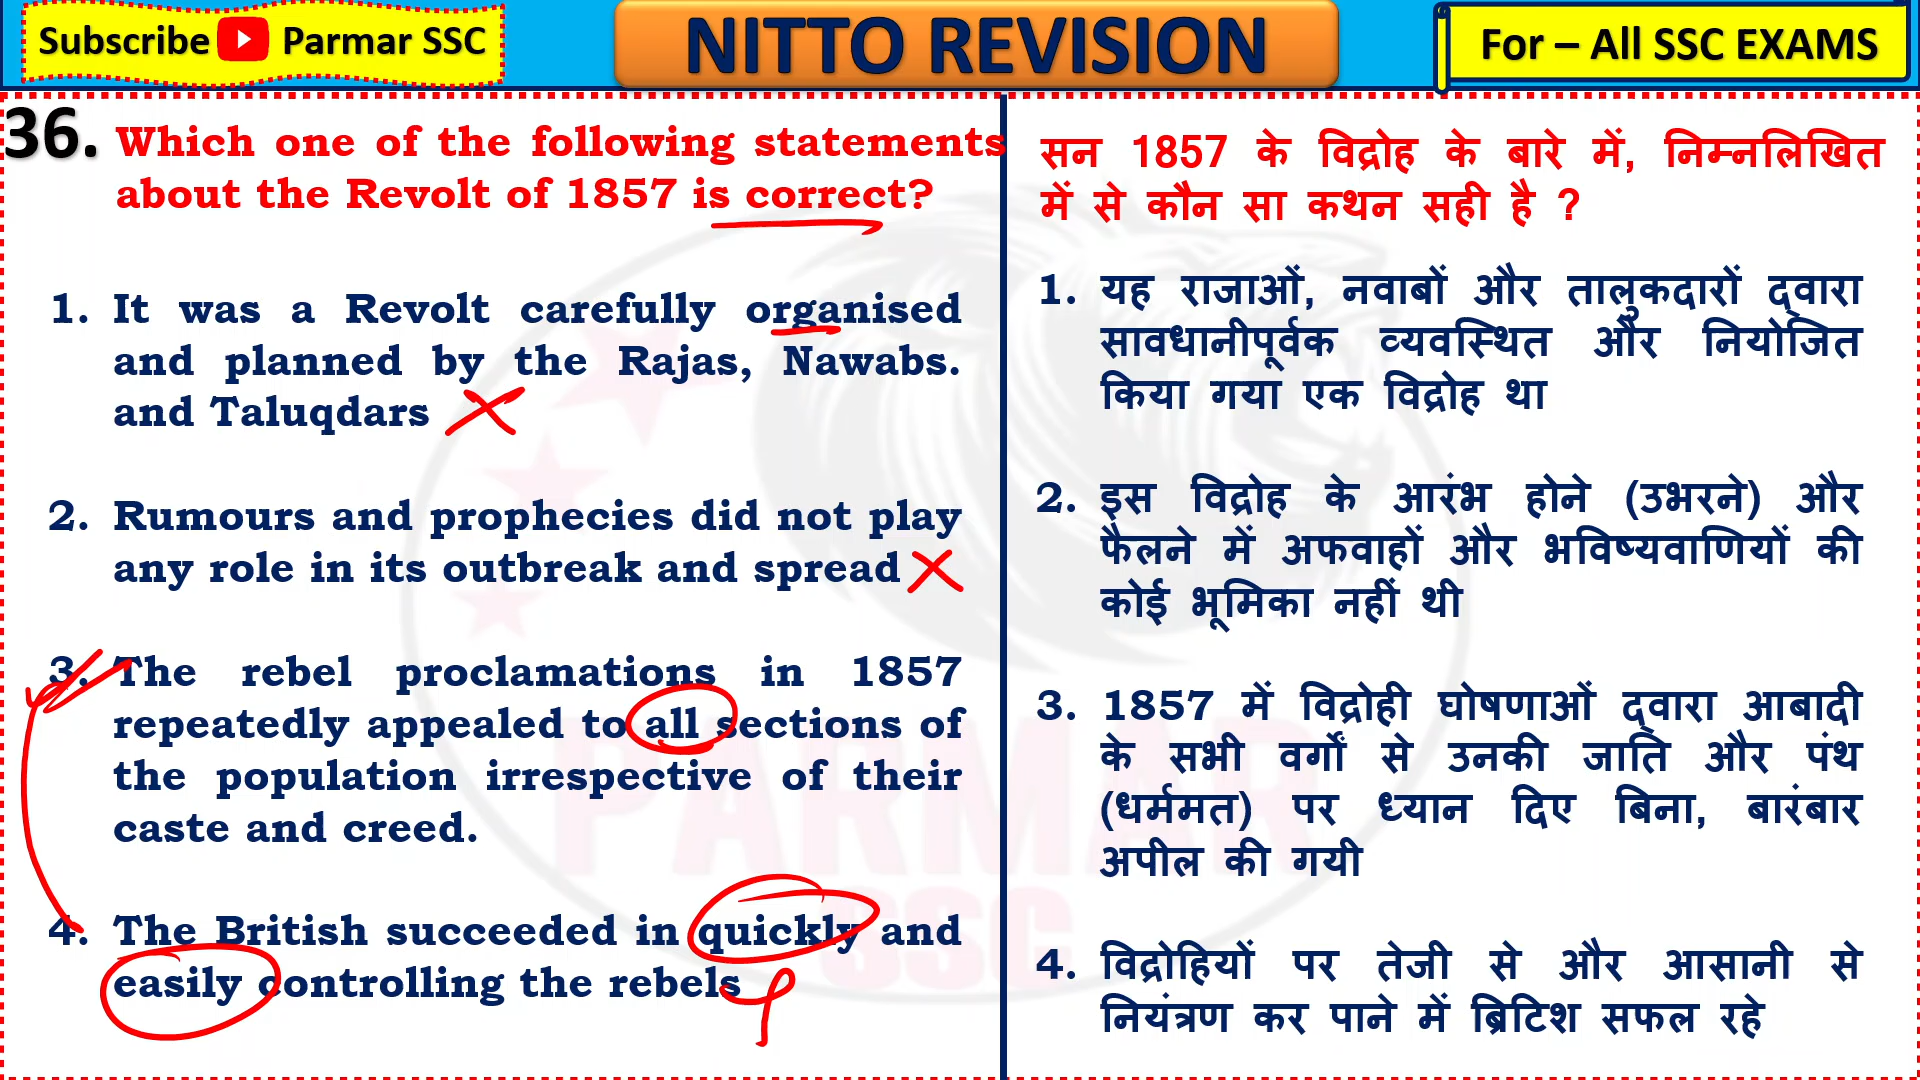 Subscribe Parmar SSC
NITTO REVISION
For – All SSC EXAMS
36. Which one of the following statements
about the Revolt of 1857 is correct?
1. It was a Revolt carefully organised
and planned by the Rajas, Nawabs.
and Taluqdars
2. Rumours and prophecies did not play
any role in its outbreak and spread
3. The rebel proclamations in 1857
repeatedly appealed to all sections of
the population irrespective of their
caste and creed.
4. The British succeeded in quickly and
easily controlling the rebels
सन 1857 के विद्रोह के बारे में, निम्नलिखित
में से कौन सा कथन सही है ?
1. यह राजाओं, नवाबों और तालुकदारों द्वारा
सावधानीपूर्वक व्यवस्थित और नियोजित
किया गया एक विद्रोह था
2. इस विद्रोह के आरंभ होने (उभरने) और
फैलने में अफवाहों और भविष्यवाणियों की
कोई भूमिका नहीं थी
3. 1857 में विद्रोही घोषणाओं द्वारा आबादी
के सभी वर्गों से उनकी जाति और पंथ
(धर्ममत) पर ध्यान दिए बिना, बारंबार
अपील की गयी
4. विद्रोहियों पर तेजी से और आसानी से
नियंत्रण कर पाने में ब्रिटिश सफल रहे
PARMAR
SSC